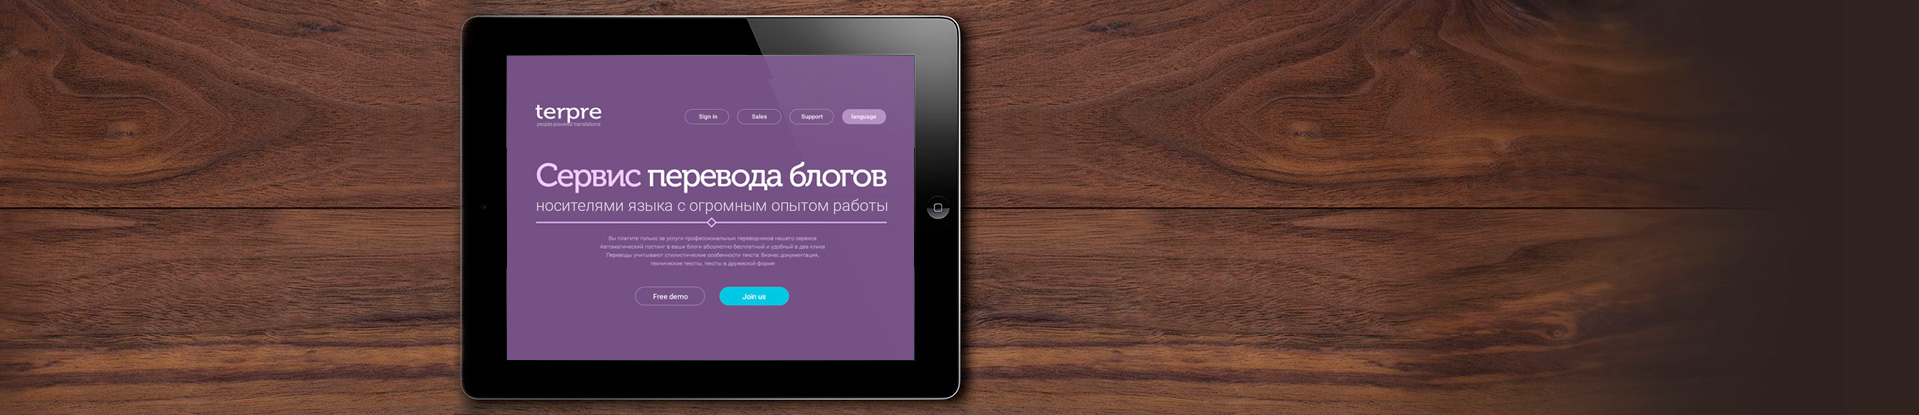 terpre
people powered translations
Sign in
Sales
Support
language
Сервис перевода блогов
носителями языка с огромным опытом работы
Вы платите только за услуги профессиональных переводчиков нашего сервиса
Автоматический постинг в ваши блоги абсолютно бесплатный и удобный в два клика
Переводы учитывают стилистические особенности текста, бизнес документация,
технические тексты, тексты в дружеской форме
Free demo
Join us